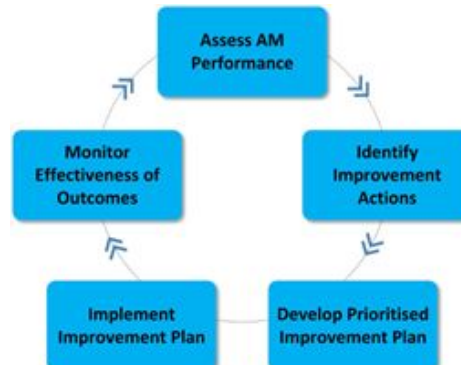 Assess AM
Performance
Identify
Improvement
Actions
Develop Prioritised
Improvement Plan
Implement
Improvement Plan
Monitor
Effectiveness of
Outcomes